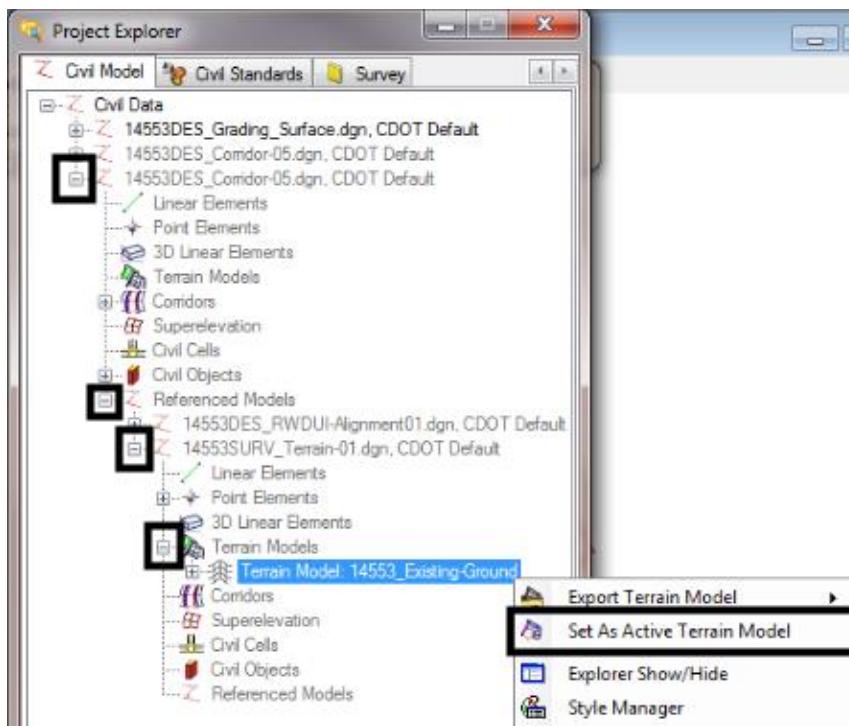 Project Explorer
Civil Model
Civil Standards
Survey
Civil Data
14553DES_Grading_Surface.dgn, CDOT Default
14553DES_Corridor-05.dgn, CDOT Default
14553DES_Corridor-05.dgn, CDOT Default
Linear Elements
Point Elements
3D Linear Elements
Terrain Models
Corridors
Superelevation
Civil Cells
Civil Objects
Referenced Models
14553DES_RWDUI-Alignment01.dgn, CDOT Default
14553SURV_Terrain-01.dgn, CDOT Default
Linear Elements
Point Elements
3D Linear Elements
Terrain Models
Terrain Model: 14553_Existing-Ground
Corridors
Export Terrain Model
Superelevation
Set As Active Terrain Model
Civil Cells
Civil Objects
Explorer Show/Hide
Referenced Models
Style Manager